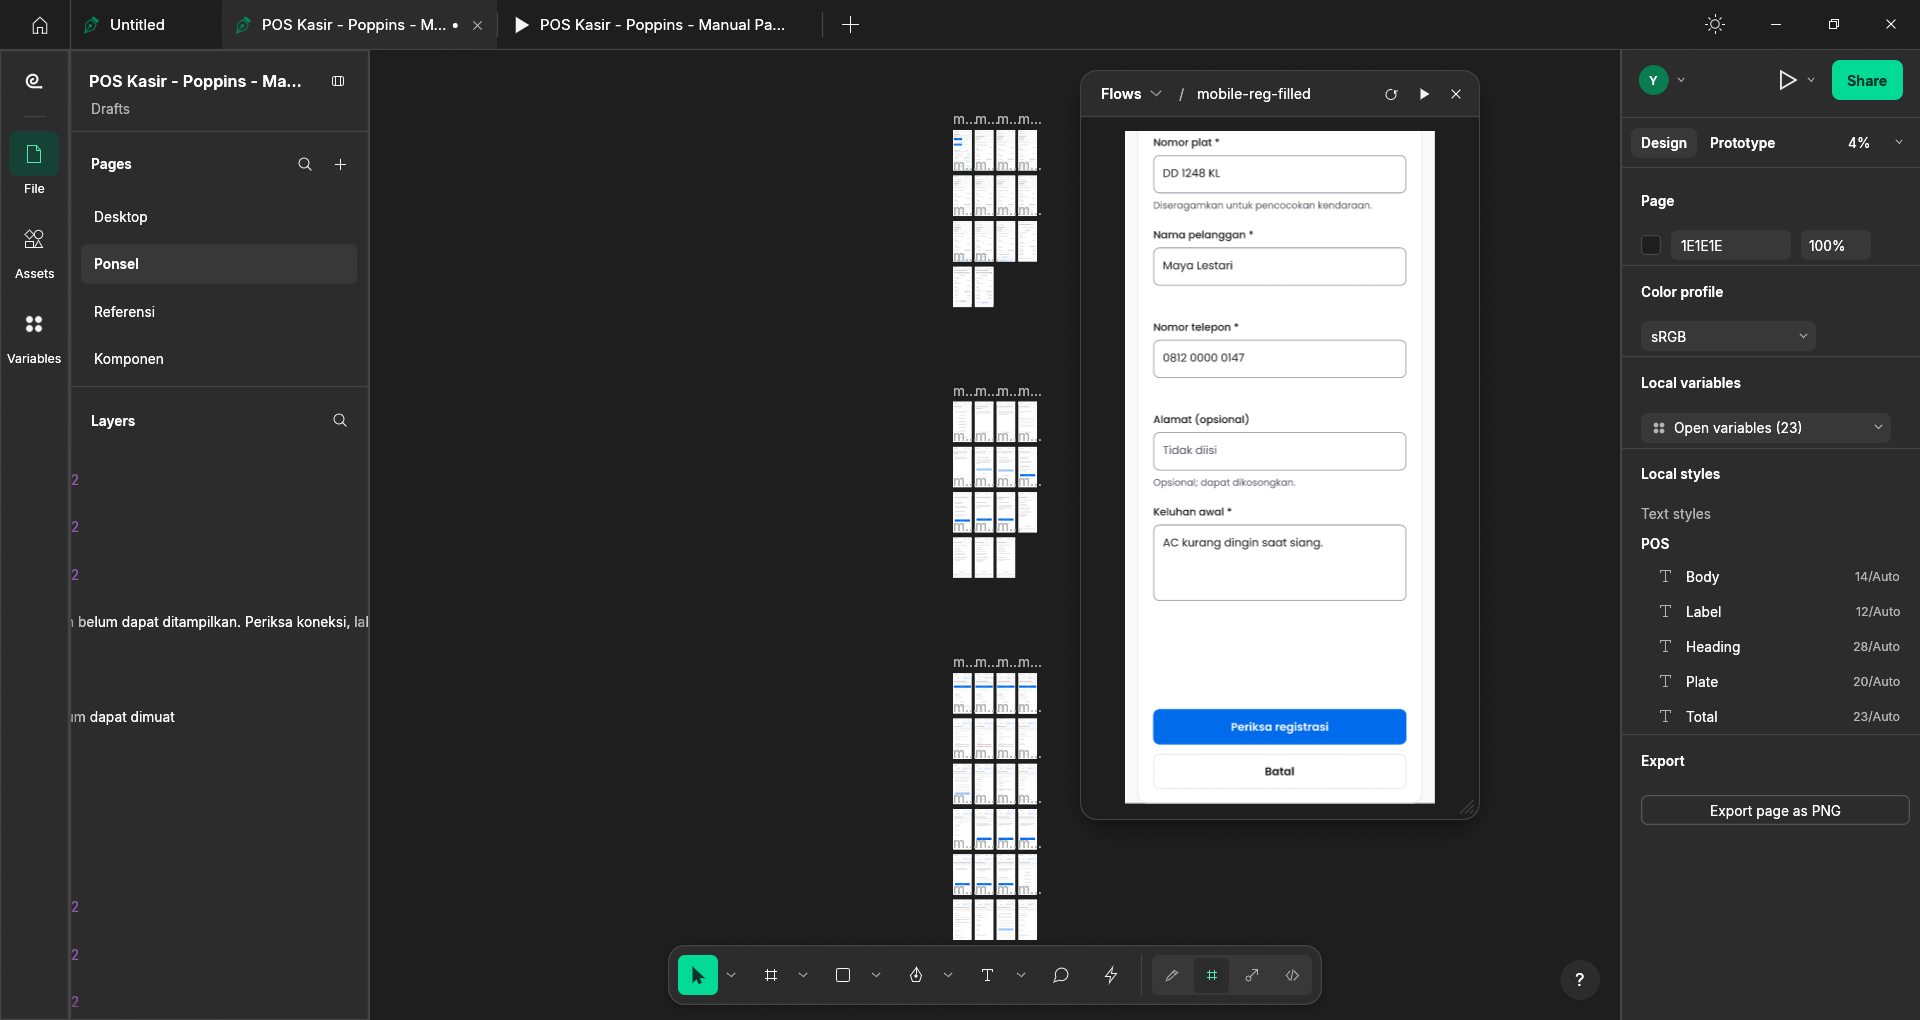 Untitled
POS Kasir - Poppins - M... •
POS Kasir - Poppins - Manual Pa...
POS Kasir - Poppins - Ma...
Drafts
File
Assets
Variables
Pages
Desktop
Ponsel
Referensi
Komponen
Layers
2
2
2
belum dapat ditampilkan. Periksa koneksi, lal
um dapat dimuat
2
2
2
m... m... m... m...
m... m... m... m...
m... m... m... m...
m... m... m... m...
m... m... m... m...
m... m... m... m...
m... m... m... m...
m... m... m... m...
m... m... m... m...
m... m... m... m...
m... m... m... m...
m... m... m... m...
m... m... m... m...
m... m... m... m...
Flows / mobile-reg-filled
Nomor plat *
DD 1248 KL
Diseragamkan untuk pencocokan kendaraan.
Nama pelanggan *
Maya Lestari
Nomor telepon *
0812 0000 0147
Alamat (opsional)
Tidak diisi
Opsional; dapat dikosongkan.
Keluhan awal *
AC kurang dingin saat siang.
Periksa registrasi
Batal
Y
Share
Design
Prototype
4%
Page
1E1E1E
100%
Color profile
sRGB
Local variables
Open variables (23)
Local styles
Text styles
POS
Body 14/Auto
Label 12/Auto
Heading 28/Auto
Plate 20/Auto
Total 23/Auto
Export
Export page as PNG
?